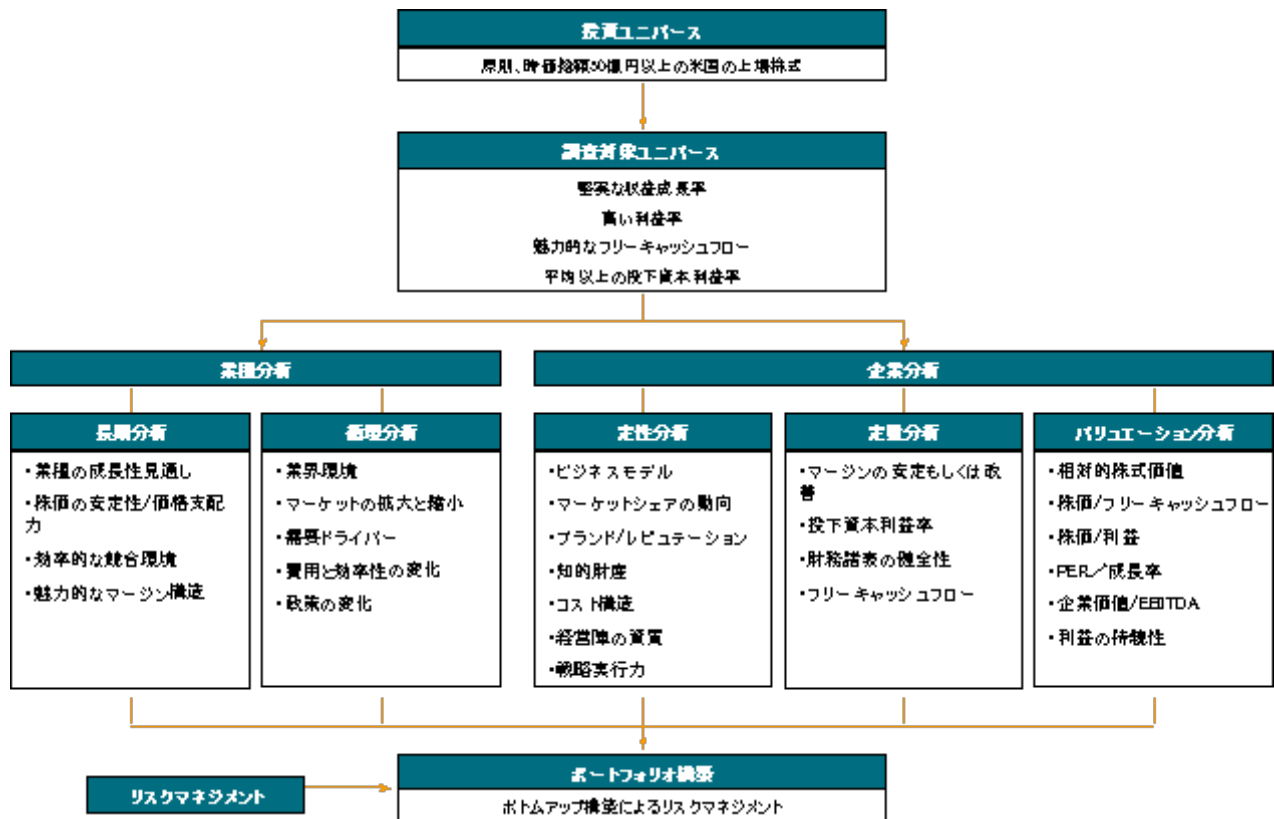 投資ユニバース
原則、時価総額 億円以上の米国の上場株式
調査対象ユニバース
堅実な収益成長率
高い利益率
魅力的なフリーキャッシュフロー
平均以上の投下資本利益率
業種分析
企業分析
長期分析
・業種の成長性見通し
・株価の安定性/価格支配
力
・効率的な競合環境
・魅力的なマージン構造
循環分析
・業界環境
・マーケットの拡大と縮小
・需要ドライバー
・費用と効率性の変化
・政策の変化
定性分析
・ビジネスモデル
・マーケットシェアの動向
・ブランド/レピュテーション
・知的財産
・コスト構造
・経営陣の資質
・戦略実行力
定量分析
・マージンの安定もしくは改
善
・投下資本利益率
・財務諸表の健全性
・フリーキャッシュフロー
バリュエーション分析
・相対的株式価値
・株価/フリーキャッシュフロー
・株価/利益
・PER／成長率
・企業価値/EBITDA
・利益の持続性
リスクマネジメント
ポートフォリオ構築
ボトムアップ構築によるリスクマネジメント